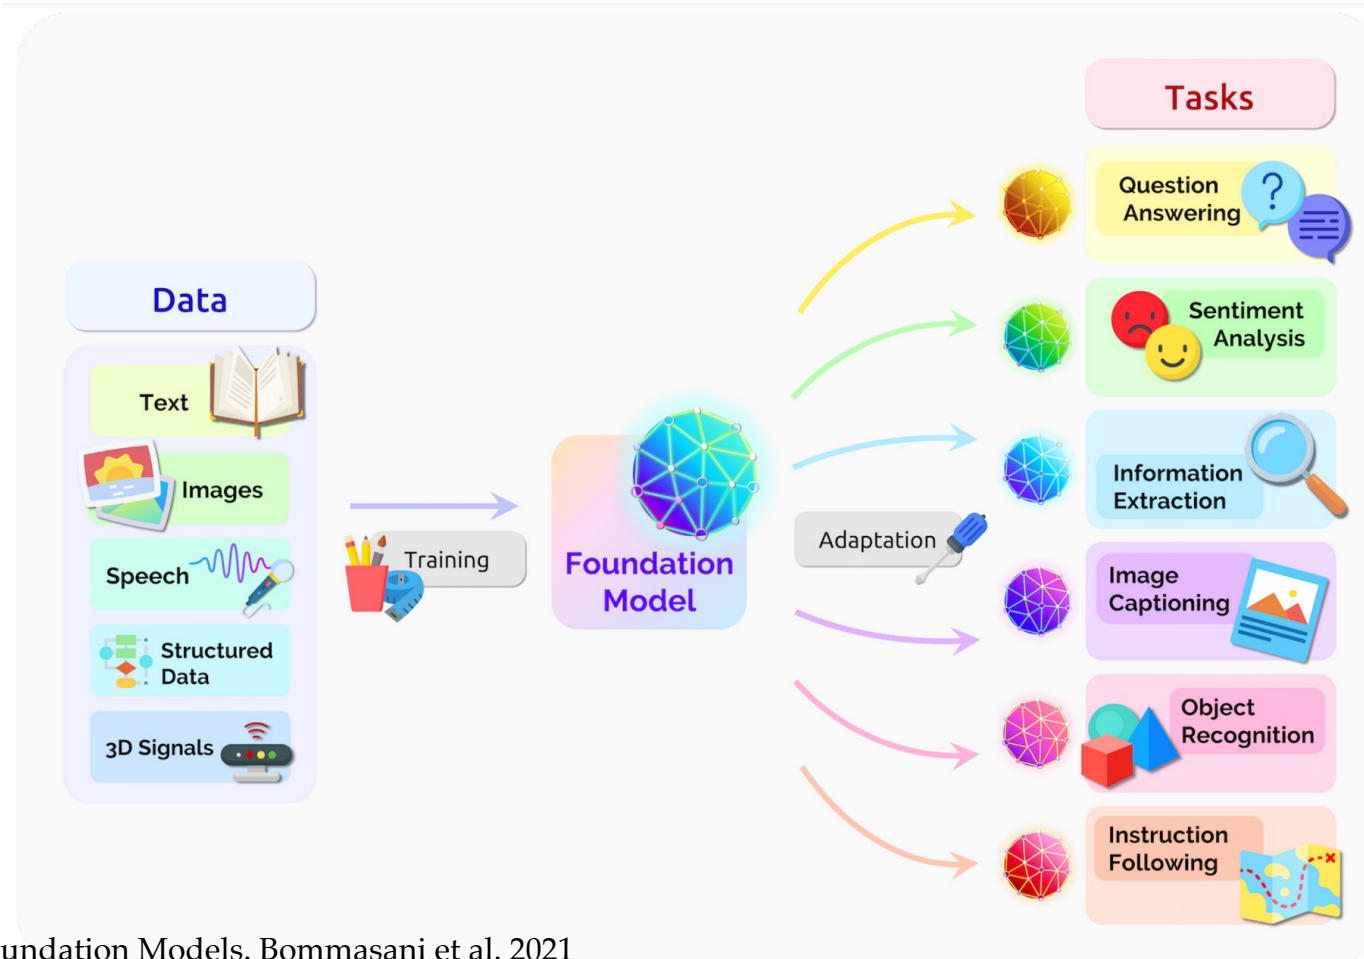 Tasks
Question
Answering
?
Sentiment
Analysis
Data
Text
Images
Speech
Structured
Data
3D Signals
Training
Foundation
Model
Adaptation
Information
Extraction
Image
Captioning
Object
Recognition
Instruction
Following
undation Models. Bommasani et al. 2021